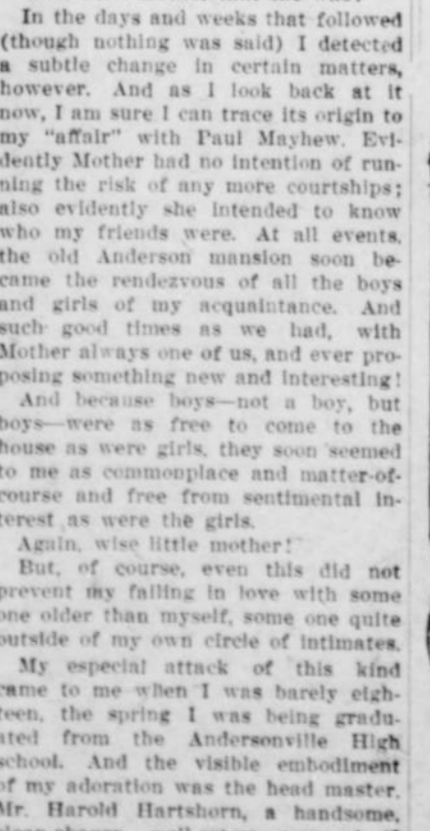 In the days and weeks that followed
(though nothing was said) I detected
a subtle change in certain matters,
however. And as I look back at it
now, I am sure I can trace its origin to
my "affair" with Paul Mayhew. Evi-
dently Mother had no intention of run-
ning the risk of any more courtships;
also evidently she intended to know
who my friends were. At all events,
the old Anderson mansion soon be-
came the rendezvous of all the boys
and girls of my acquaintance. And
such good times as we had, with
Mother always one of us, and ever pro-
posing something new and interesting!
And because boys—not a boy, but
boys—were as free to come to the
house as were girls, they soon seemed
to me as commonplace and matter-of-
course and free from sentimental in-
terest as were the girls.
Again, wise little mother!
But, of course, even this did not
prevent my falling in love with some
one older than myself, some one quite
outside of my own circle of intimates.
My especial attack of this kind
came to me when I was barely eigh-
teen, the spring I was being gradu-
ated from the Andersonville High
school. And the visible embodiment
of my adoration was the head master,
Mr. Harold Hartshorn, a handsome,